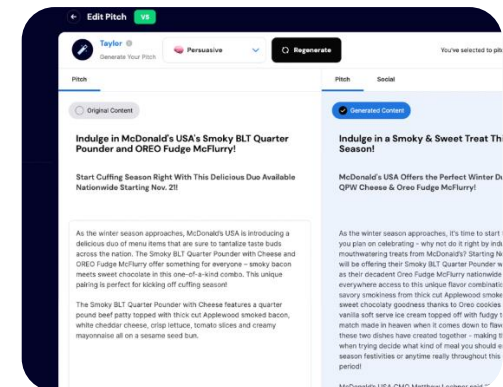 Edit Pitch V5
Taylor
Generate Your Pitch
Persuasive
Regenerate
You've selected to pitc
Pitch
Original Content
Indulge in McDonald's USA's Smoky BLT Quarter
Pounder and OREO Fudge McFlurry!
Start Cuffing Season Right With This Delicious Duo Available
Nationwide Starting Nov. 21!
As the winter season approaches, McDonald's USA is introducing a
delicious duo of menu items that are sure to tantalize taste buds
across the nation. The Smoky BLT Quarter Pounder with Cheese and
OREO Fudge McFlurry offer something for everyone – smoky bacon
meets sweet chocolate in this one-of-a-kind combo. This unique
pairing is perfect for kicking off cuffing season!
The Smoky BLT Quarter Pounder with Cheese features a quarter
pound beef patty topped with thick cut Applewood smoked bacon,
white cheddar cheese, crisp lettuce, tomato slices and creamy
mayonnaise all on a sesame seed bun.
Pitch Social
Generated Content
Indulge in a Smoky & Sweet Treat Thi
Season!
McDonald's USA Offers the Perfect Winter Du
QPW Cheese & Oreo Fudge McFlurry!
As the winter season approaches, it's time to start t
you plan on celebrating - why not do it right by indu
mouthwatering treats from McDonald's? Starting No
will be offering their Smoky BLT Quarter Pounder w
as their decadent Oreo Fudge McFlurry nationwide
everywhere access to this unique flavor combinatio
savory smokiness from thick cut Applewood smoke
sweet chocolaty goodness thanks to Oreo cookies
vanilla soft serve ice cream topped off with fudgy t
match made in heaven when it comes down to flav
these two dishes have created together - making th
when trying decide what kind of meal you should e
season festivities or anytime really throughout this
period!
McDonald's USA CMO Matthew